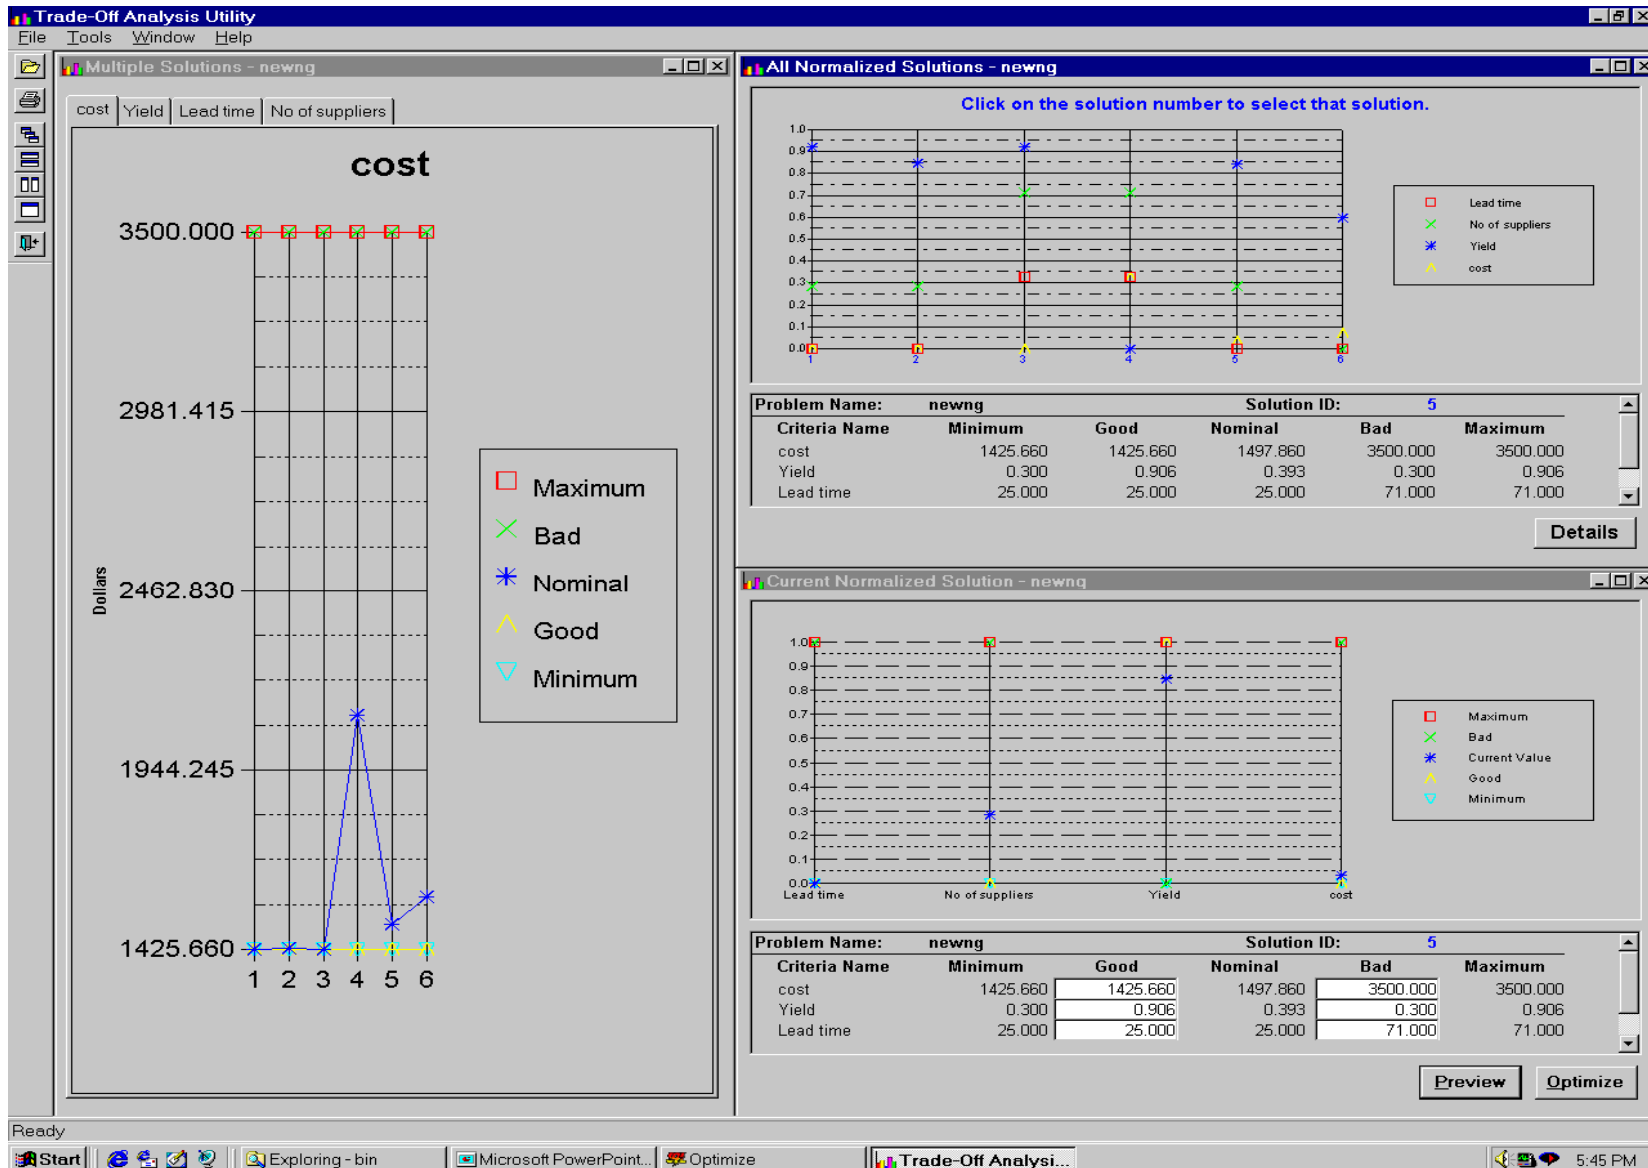 Trade-Off Analysis Utility
File Tools Window Help
Multiple Solutions - newng
cost Yield Lead time No of suppliers
cost
3500.000
2981.415
2462.830
1944.245
1425.660
Dollars
1 2 3 4 5 6
Maximum
Bad
Nominal
Good
Minimum
All Normalized Solutions - newng
Click on the solution number to select that solution.
1.0
0.9
0.8
0.7
0.6
0.5
0.4
0.3
0.2
0.1
0.0
1 2 3 4 5 6
Lead time
No of suppliers
Yield
cost
Problem Name: newng Solution ID: 5
Criteria Name Minimum Good Nominal Bad Maximum
cost 1425.660 1425.660 1497.860 3500.000 3500.000
Yield 0.300 0.906 0.393 0.300 0.906
Lead time 25.000 25.000 25.000 71.000 71.000
Details
Current Normalized Solution - newng
1.0
0.9
0.8
0.7
0.6
0.5
0.4
0.3
0.2
0.1
0.0
Lead time No of suppliers Yield cost
Maximum
Bad
Current Value
Good
Minimum
Problem Name: newng Solution ID: 5
Criteria Name Minimum Good Nominal Bad Maximum
cost 1425.660 1425.660 1497.860 3500.000 3500.000
Yield 0.300 0.906 0.393 0.300 0.906
Lead time 25.000 25.000 25.000 71.000 71.000
Preview Optimize
Ready
Start Exploring - bin Microsoft PowerPoint... Optimize Trade-Off Analysi... 5:45 PM